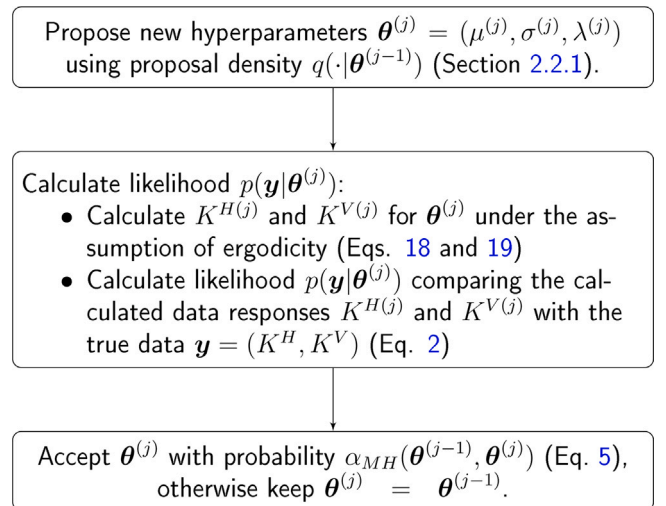 Propose new hyperparameters θ^(j) = (μ^(j), σ^(j), λ^(j))
using proposal density q(·|θ^(j−1)) (Section 2.2.1).
Calculate likelihood p(y|θ^(j)):
• Calculate K^H(j) and K^V(j) for θ^(j) under the as-
sumption of ergodicity (Eqs. 18 and 19)
• Calculate likelihood p(y|θ^(j)) comparing the cal-
culated data responses K^H(j) and K^V(j) with the
true data y = (K^H, K^V) (Eq. 2)
Accept θ^(j) with probability α_MH(θ^(j−1), θ^(j)) (Eq. 5),
otherwise keep θ^(j) = θ^(j−1).